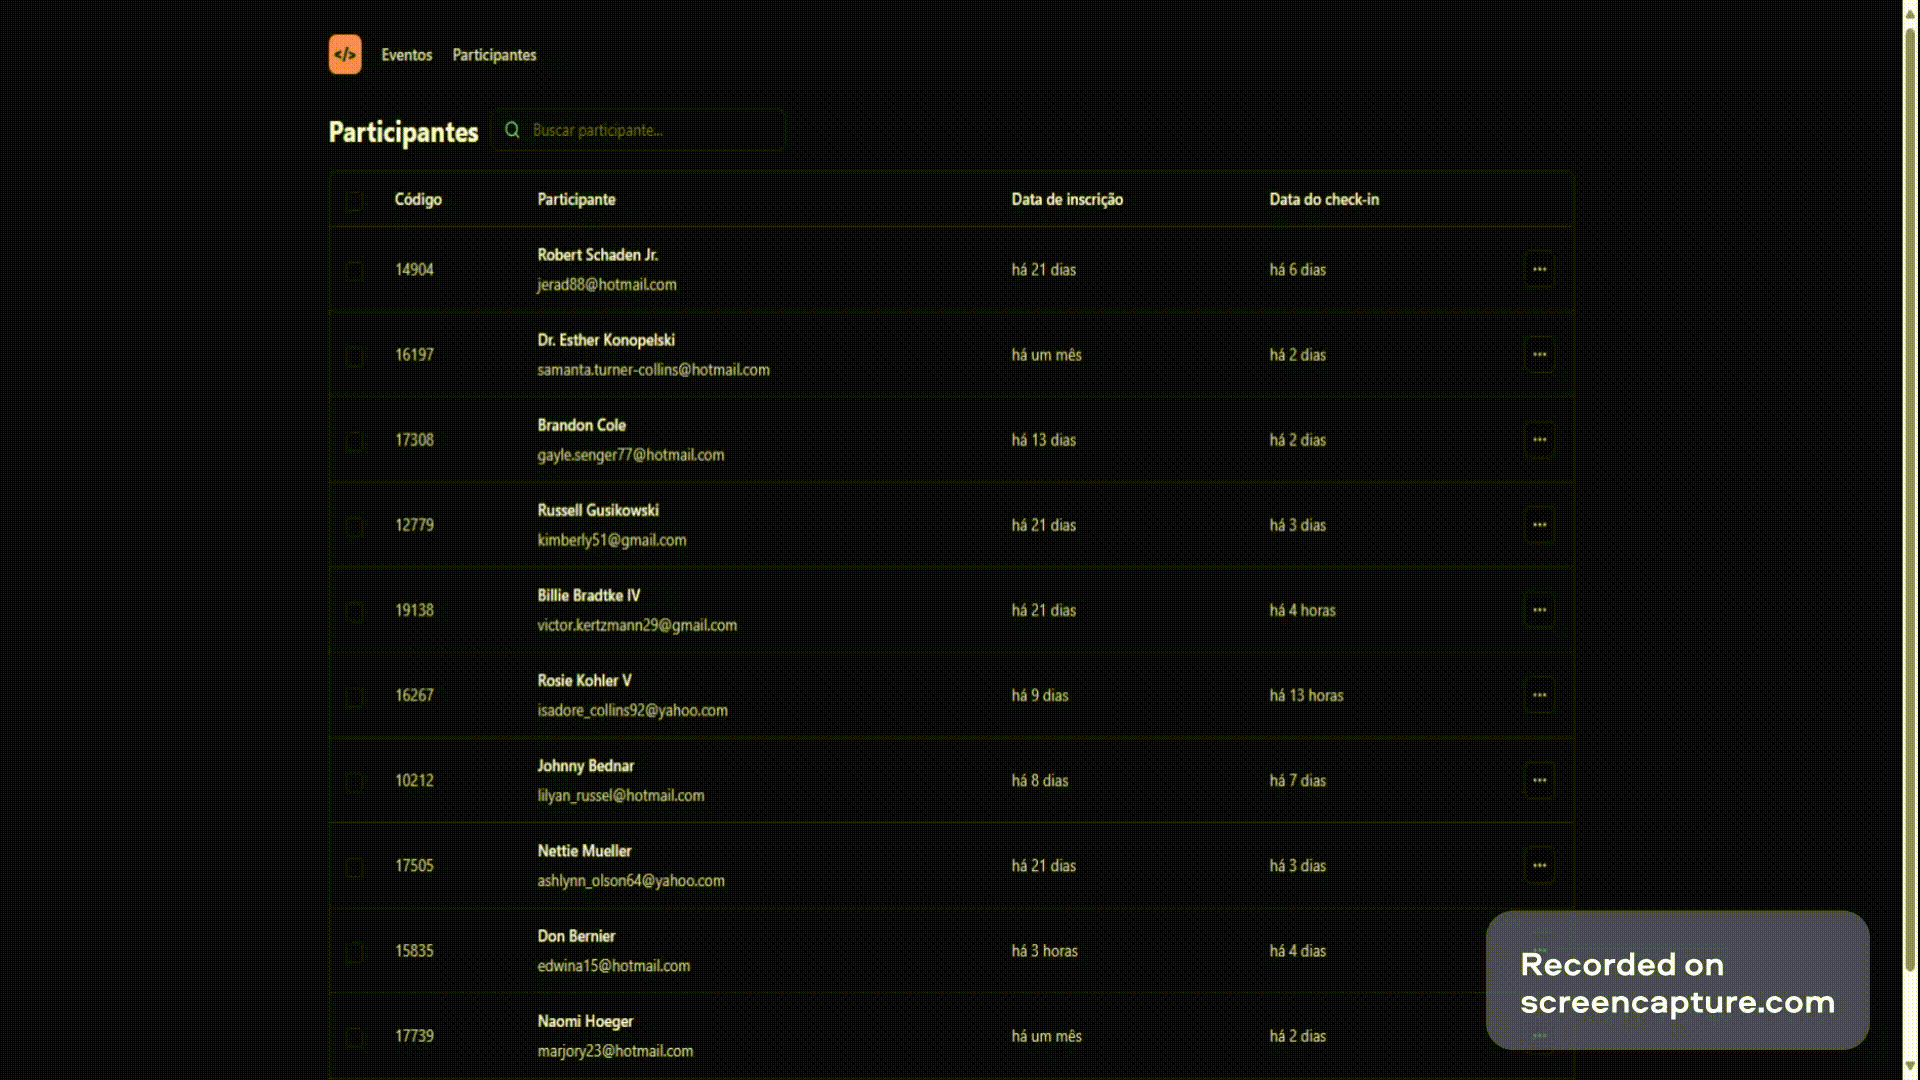 </> Eventos Participantes
Participantes Buscar participante...
Código Participante Data de inscrição Data do check-in
Robert Schaden Jr.
14904 há 21 dias há 6 dias
jerad88@hotmail.com
Dr. Esther Konopelski
16197 há um mês há 2 dias
samanta.turner-collins@hotmail.com
Brandon Cole
17308 há 13 dias há 2 dias
gayle.senger77@hotmail.com
Russell Gusikowski
12779 há 21 dias há 3 dias
kimberly51@gmail.com
Billie Bradtke IV
19138 há 21 dias há 4 horas
victor.kertzmann29@gmail.com
Rosie Kohler V
16267 há 9 dias há 13 horas
isadore_collins92@yahoo.com
Johnny Bednar
10212 há 8 dias há 7 dias
lilyan_russel@hotmail.com
Nettie Mueller
17505 há 21 dias há 3 dias
ashlynn_olson64@yahoo.com
Don Bernier
15835 há 3 horas há 4 dias
edwina15@hotmail.com
Naomi Hoeger
17739 há um mês há 2 dias
marjory23@hotmail.com
Recorded on
screencapture.com